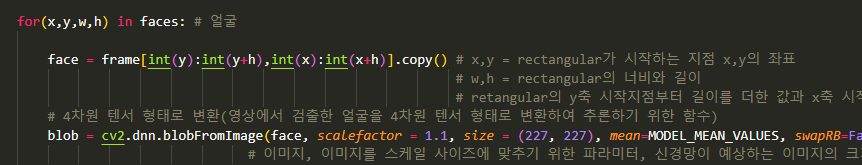 for(x,y,w,h) in faces: # 얼굴
face = frame[int(y):int(y+h),int(x):int(x+h)].copy() # x,y = rectangular가 시작하는 지점 x,y의 좌표
# w,h = rectangular의 너비와 길이
# retangular의 y축 시작지점부터 길이를 더한 값과 x축 시작
# 4차원 텐서 형태로 변환(영상에서 검출한 얼굴을 4차원 텐서 형태로 변환하여 추론하기 위한 함수)
blob = cv2.dnn.blobFromImage(face, scalefactor = 1.1, size = (227, 227), mean=MODEL_MEAN_VALUES, swapRB=Fa
# 이미지, 이미지를 스케일 사이즈에 맞추기 위한 파라미터, 신경망이 예상하는 이미지의 크